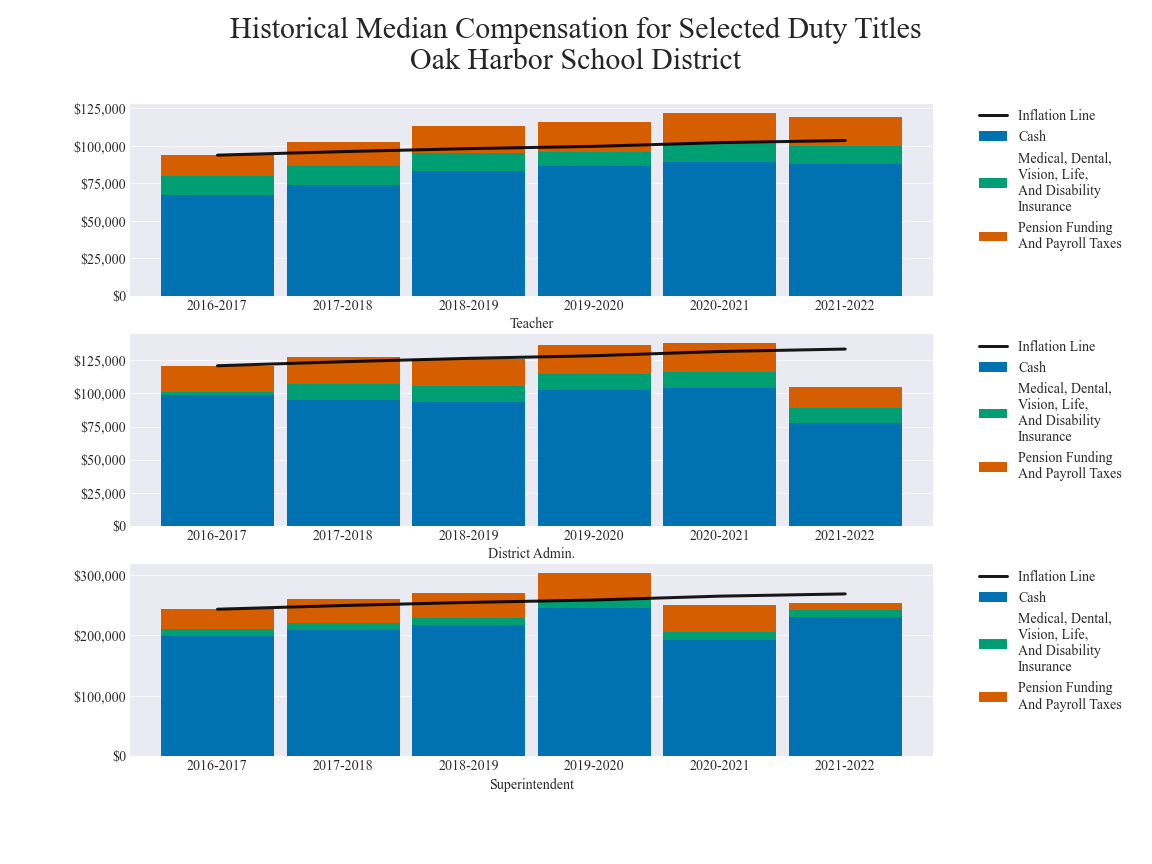 Historical Median Compensation for Selected Duty Titles
Oak Harbor School District
$125,000
$100,000
$75,000
$50,000
$25,000
$0
2016-2017 2017-2018 2018-2019 2019-2020 2020-2021 2021-2022
Teacher
Inflation Line
Cash
Medical, Dental,
Vision, Life,
And Disability
Insurance
Pension Funding
And Payroll Taxes
$125,000
$100,000
$75,000
$50,000
$25,000
$0
2016-2017 2017-2018 2018-2019 2019-2020 2020-2021 2021-2022
District Admin.
Inflation Line
Cash
Medical, Dental,
Vision, Life,
And Disability
Insurance
Pension Funding
And Payroll Taxes
$300,000
$200,000
$100,000
$0
2016-2017 2017-2018 2018-2019 2019-2020 2020-2021 2021-2022
Superintendent
Inflation Line
Cash
Medical, Dental,
Vision, Life,
And Disability
Insurance
Pension Funding
And Payroll Taxes